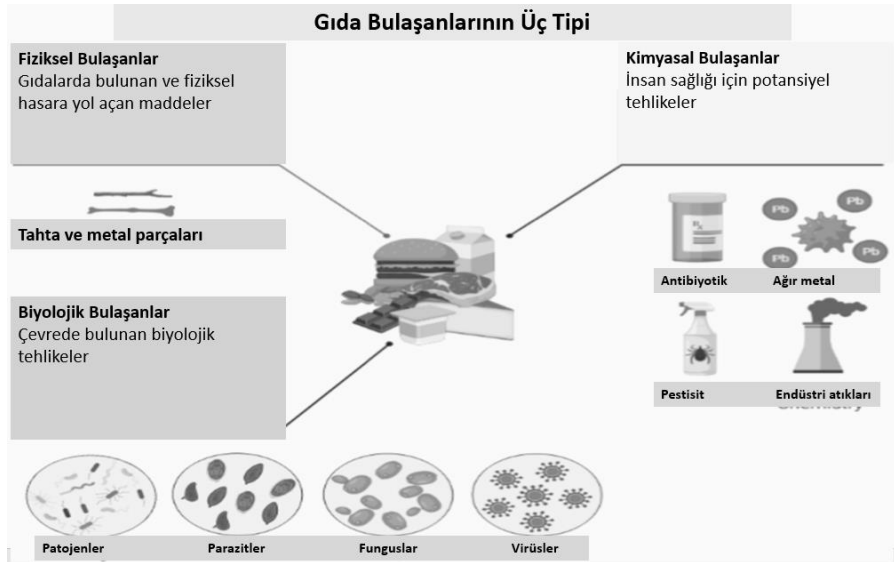 Gıda Bulaşanlarının Üç Tipi
Fiziksel Bulaşanlar
Gıdalarda bulunan ve fiziksel
hasara yol açan maddeler
Kimyasal Bulaşanlar
İnsan sağlığı için potansiyel
tehlikeler
Tahta ve metal parçaları
Pb
Pb
Pb
Pb
Antibiyotik
Ağır metal
Biyolojik Bulaşanlar
Çevrede bulunan biyolojik
tehlikeler
Pestisit
Endüstri atıkları
Patojenler
Parazitler
Funguslar
Virüsler